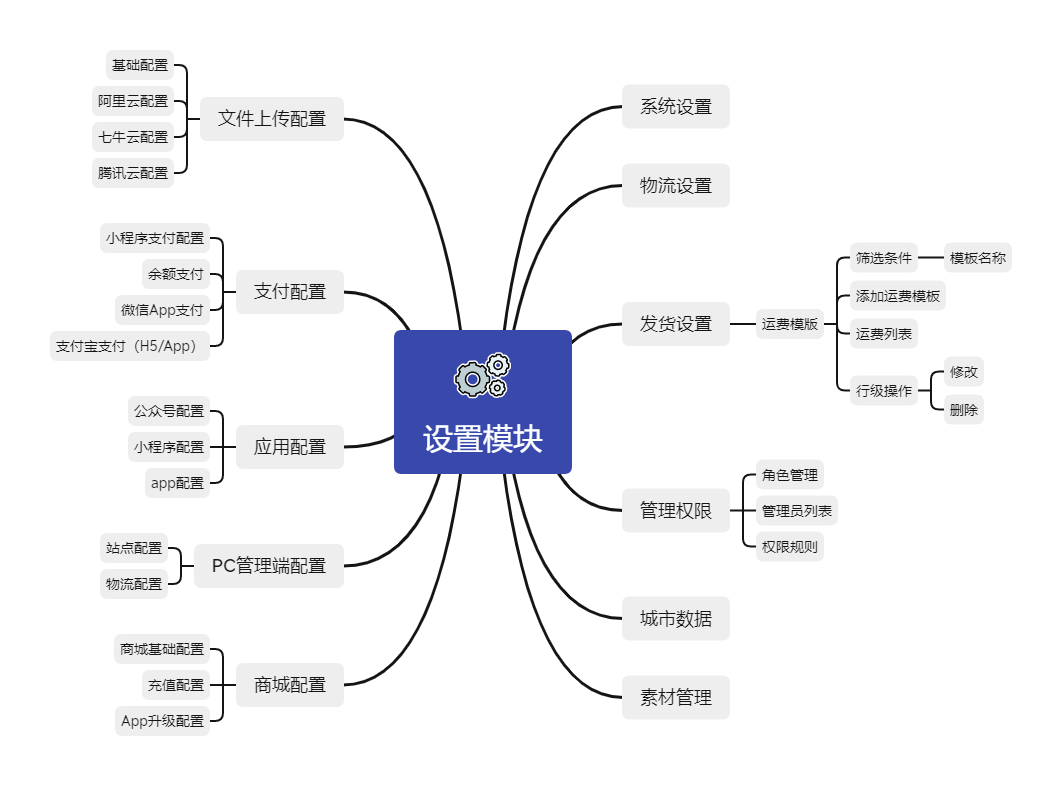 设置模块
系统设置
物流设置
发货设置
运费模版
筛选条件
模板名称
添加运费模板
运费列表
行级操作
修改
删除
管理权限
角色管理
管理员列表
权限规则
城市数据
素材管理
文件上传配置
基础配置
阿里云配置
七牛云配置
腾讯云配置
支付配置
小程序支付配置
余额支付
微信App支付
支付宝支付（H5/App）
应用配置
公众号配置
小程序配置
app配置
PC管理端配置
站点配置
物流配置
商城配置
商城基础配置
充值配置
App升级配置